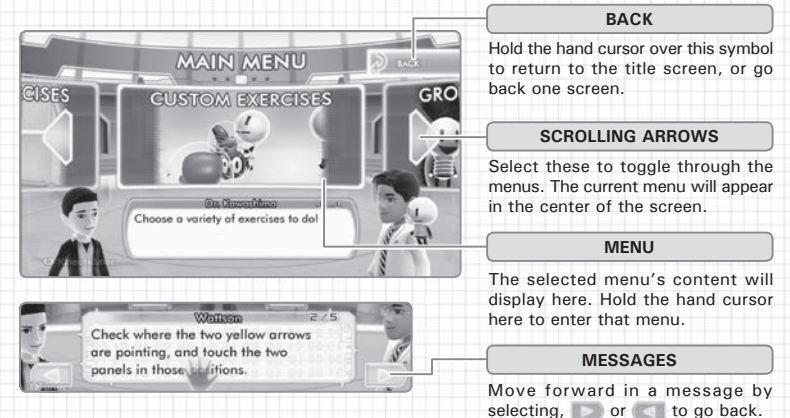 BACK
Hold the hand cursor over this symbol
to return to the title screen, or go
back one screen.
SCROLLING ARROWS
Select these to toggle through the
menus. The current menu will appear
in the center of the screen.
MENU
The selected menu's content will
display here. Hold the hand cursor
here to enter that menu.
MESSAGES
Move forward in a message by
selecting, or to go back.
MAIN MENU
BACK
CISES
CUSTOM EXERCISES
GRO
Dr. Kawashima
Choose a variety of exercises to do!
Wattson
2/5
Check where the two yellow arrows
are pointing, and touch the two
panels in those positions.